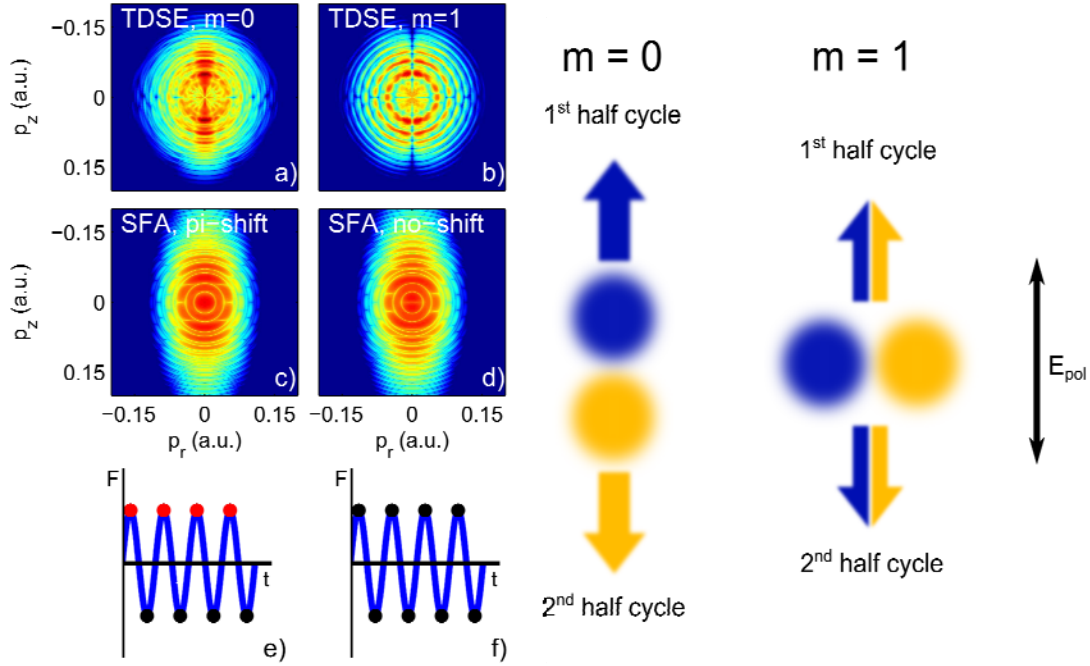 TDSE, m=0
TDSE, m=1
−0.15
0
0.15
p_z (a.u.)
a)
b)
SFA, pi−shift
SFA, no−shift
−0.15
0
0.15
p_z (a.u.)
c)
d)
−0.15 0 0.15
−0.15 0 0.15
p_r (a.u.)
p_r (a.u.)
F
t
e)
F
t
f)
m = 0
1st half cycle
2nd half cycle
m = 1
1st half cycle
2nd half cycle
E_pol